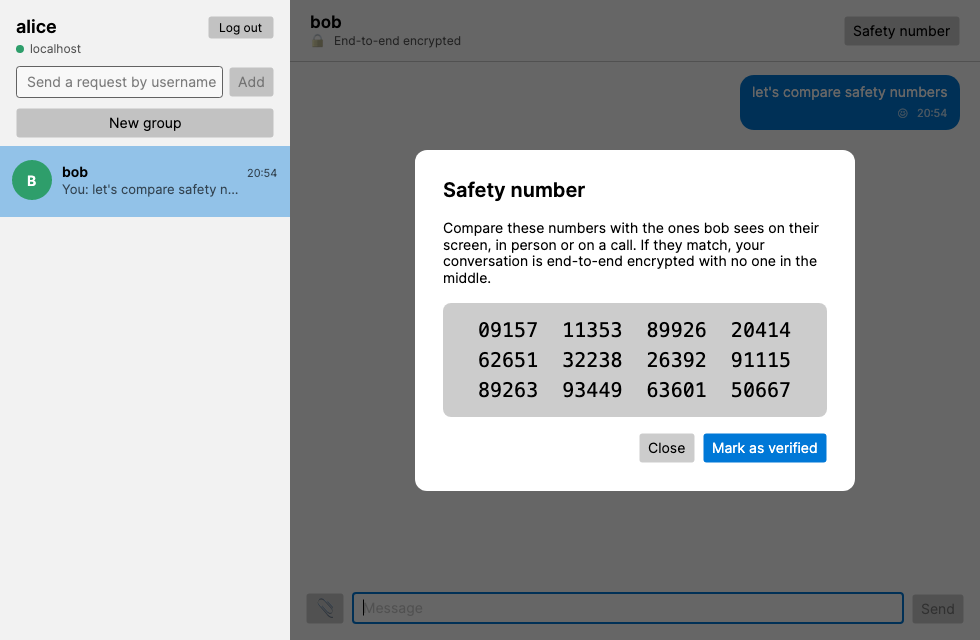 alice
Log out
localhost
Send a request by username
Add
New group
B
bob
20:54
You: let's compare safety n...
bob
End-to-end encrypted
Safety number
let's compare safety numbers
20:54
Safety number
Compare these numbers with the ones bob sees on their
screen, in person or on a call. If they match, your
conversation is end-to-end encrypted with no one in the
middle.
09157 11353 89926 20414
62651 32238 26392 91115
89263 93449 63601 50667
Close
Mark as verified
Message
Send